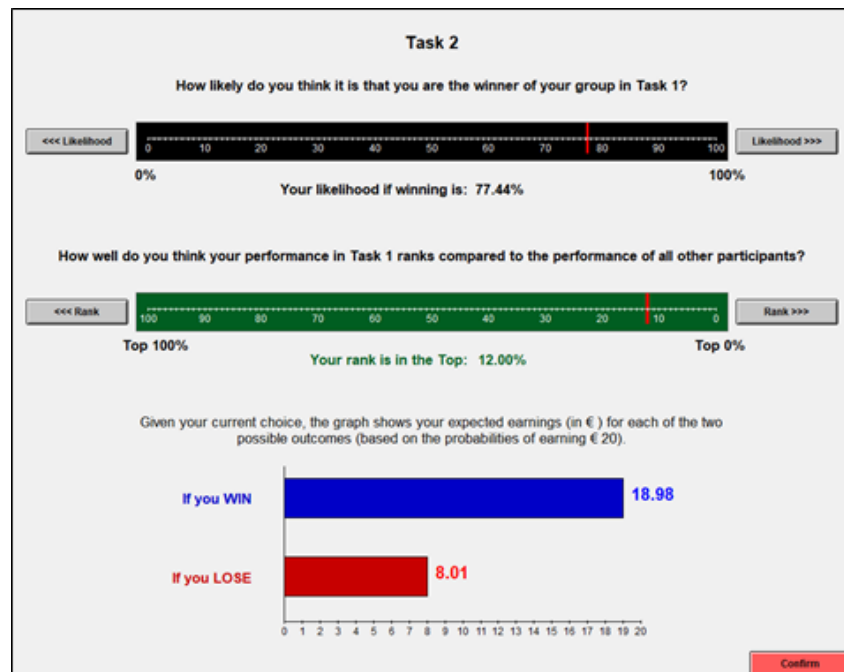 Task 2
How likely do you think it is that you are the winner of your group in Task 1?
<<< Likelihood
0 10 20 30 40 50 60 70 80 90 100
Likelihood >>>
0% 100%
Your likelihood if winning is: 77.44%
How well do you think your performance in Task 1 ranks compared to the performance of all other participants?
<<< Rank
100 90 80 70 60 50 40 30 20 10 0
Rank >>>
Top 100% Top 0%
Your rank is in the Top: 12.00%
Given your current choice, the graph shows your expected earnings (in € ) for each of the two
possible outcomes (based on the probabilities of earning € 20).
If you WIN 18.98
If you LOSE 8.01
0 1 2 3 4 5 6 7 8 9 10 11 12 13 14 15 16 17 18 19 20
Confirm